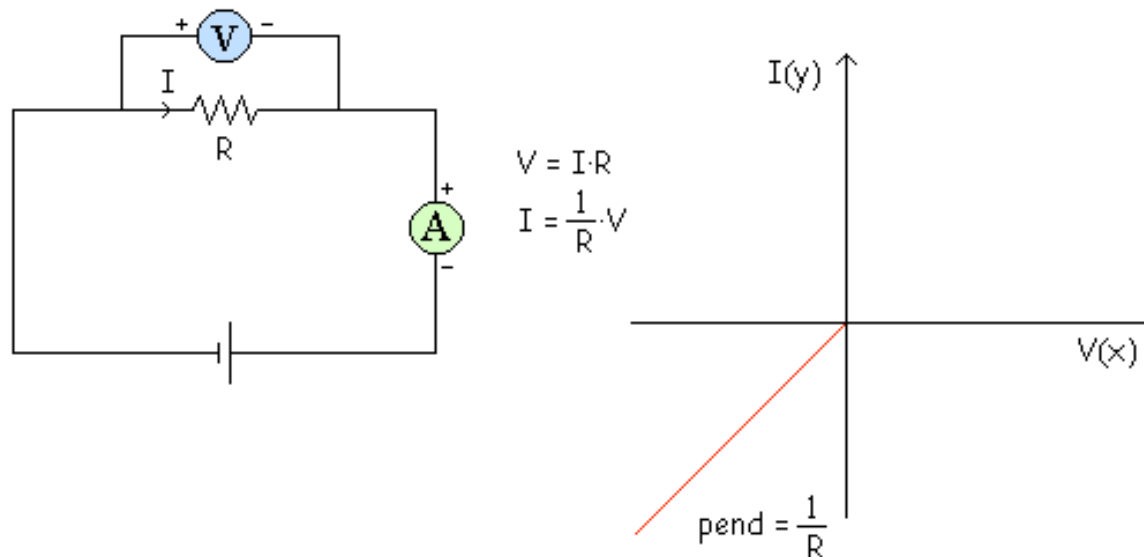 + V -
I
R
+
A
-
V = I·R
I = 1/R·V
I(y)
V(x)
pend = 1/R